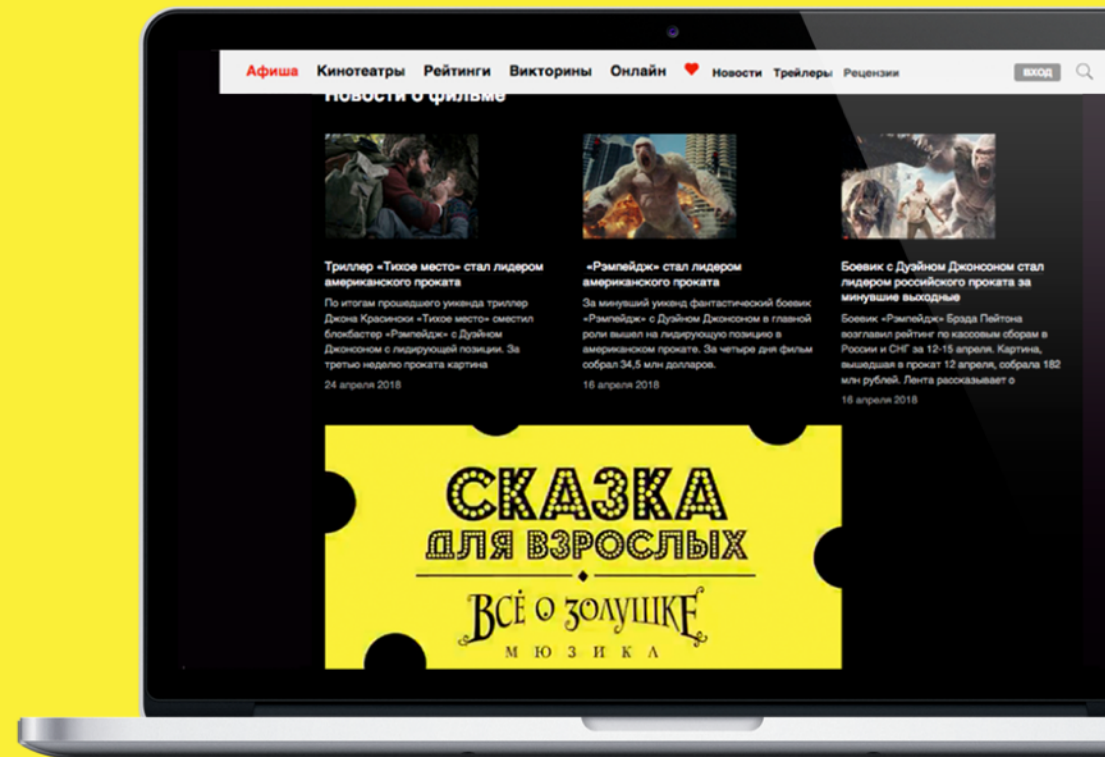 Афиша Кинотеатры Рейтинги Викторины Онлайн Новости Трейлеры Рецензии ВХОД
Новости о фильме
Триллер «Тихое место» стал лидером
американского проката
По итогам прошедшего уикенда триллер
Джона Красински «Тихое место» сместил
блокбастер «Рэмпейдж» с Дуэйном
Джонсоном с лидирующей позиции. За
третью неделю проката картина
24 апреля 2018
«Рэмпейдж» стал лидером
американского проката
За минувший уикенд фантастический боевик
«Рэмпейдж» с Дуэйном Джонсоном в главной
роли вышел на лидирующую позицию в
американском прокате. За четыре дня фильм
собрал 34,5 млн долларов.
16 апреля 2018
Боевик с Дуэйном Джонсоном стал
лидером российского проката за
минувшие выходные
Боевик «Рэмпейдж» Брэда Пейтона
возглавил рейтинг по кассовым сборам в
России и СНГ за 12-15 апреля. Картина,
вышедшая в прокат 12 апреля, собрала 182
млн рублей. Лента рассказывает о
16 апреля 2018
СКАЗКА
ДЛЯ ВЗРОСЛЫХ
ВСЁ О ЗОЛУШКЕ
МЮЗИКЛ